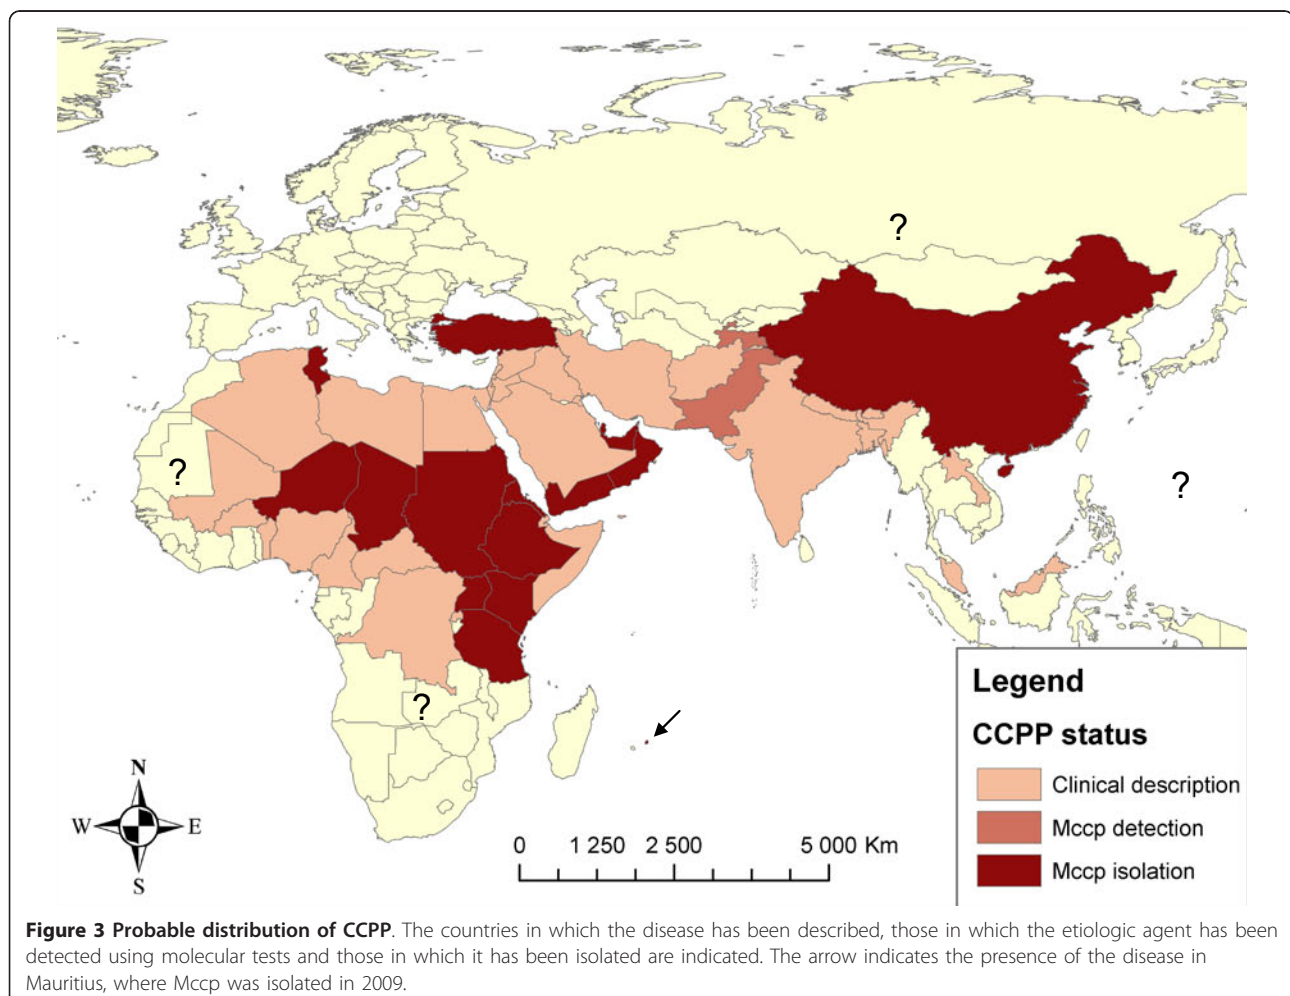 ?
?
?
?
N
W E
S
0 1 250 2 500 5 000 Km
Legend
CCPP status
Clinical description
Mccp detection
Mccp isolation
Figure 3 Probable distribution of CCPP. The countries in which the disease has been described, those in which the etiologic agent has been
detected using molecular tests and those in which it has been isolated are indicated. The arrow indicates the presence of the disease in
Mauritius, where Mccp was isolated in 2009.